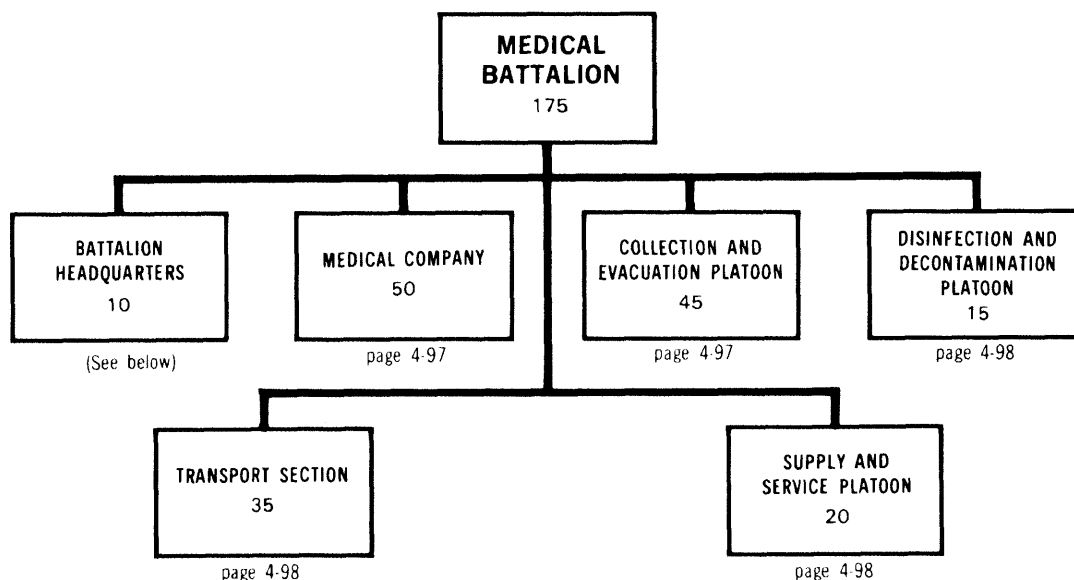 MEDICAL
BATTALION
175
BATTALION
HEADQUARTERS
10
(See below)
MEDICAL COMPANY
50
page 4-97
COLLECTION AND
EVACUATION PLATOON
45
page 4-97
DISINFECTION AND
DECONTAMINATION
PLATOON
15
page 4-98
TRANSPORT SECTION
35
page 4-98
SUPPLY AND
SERVICE PLATOON
20
page 4-98